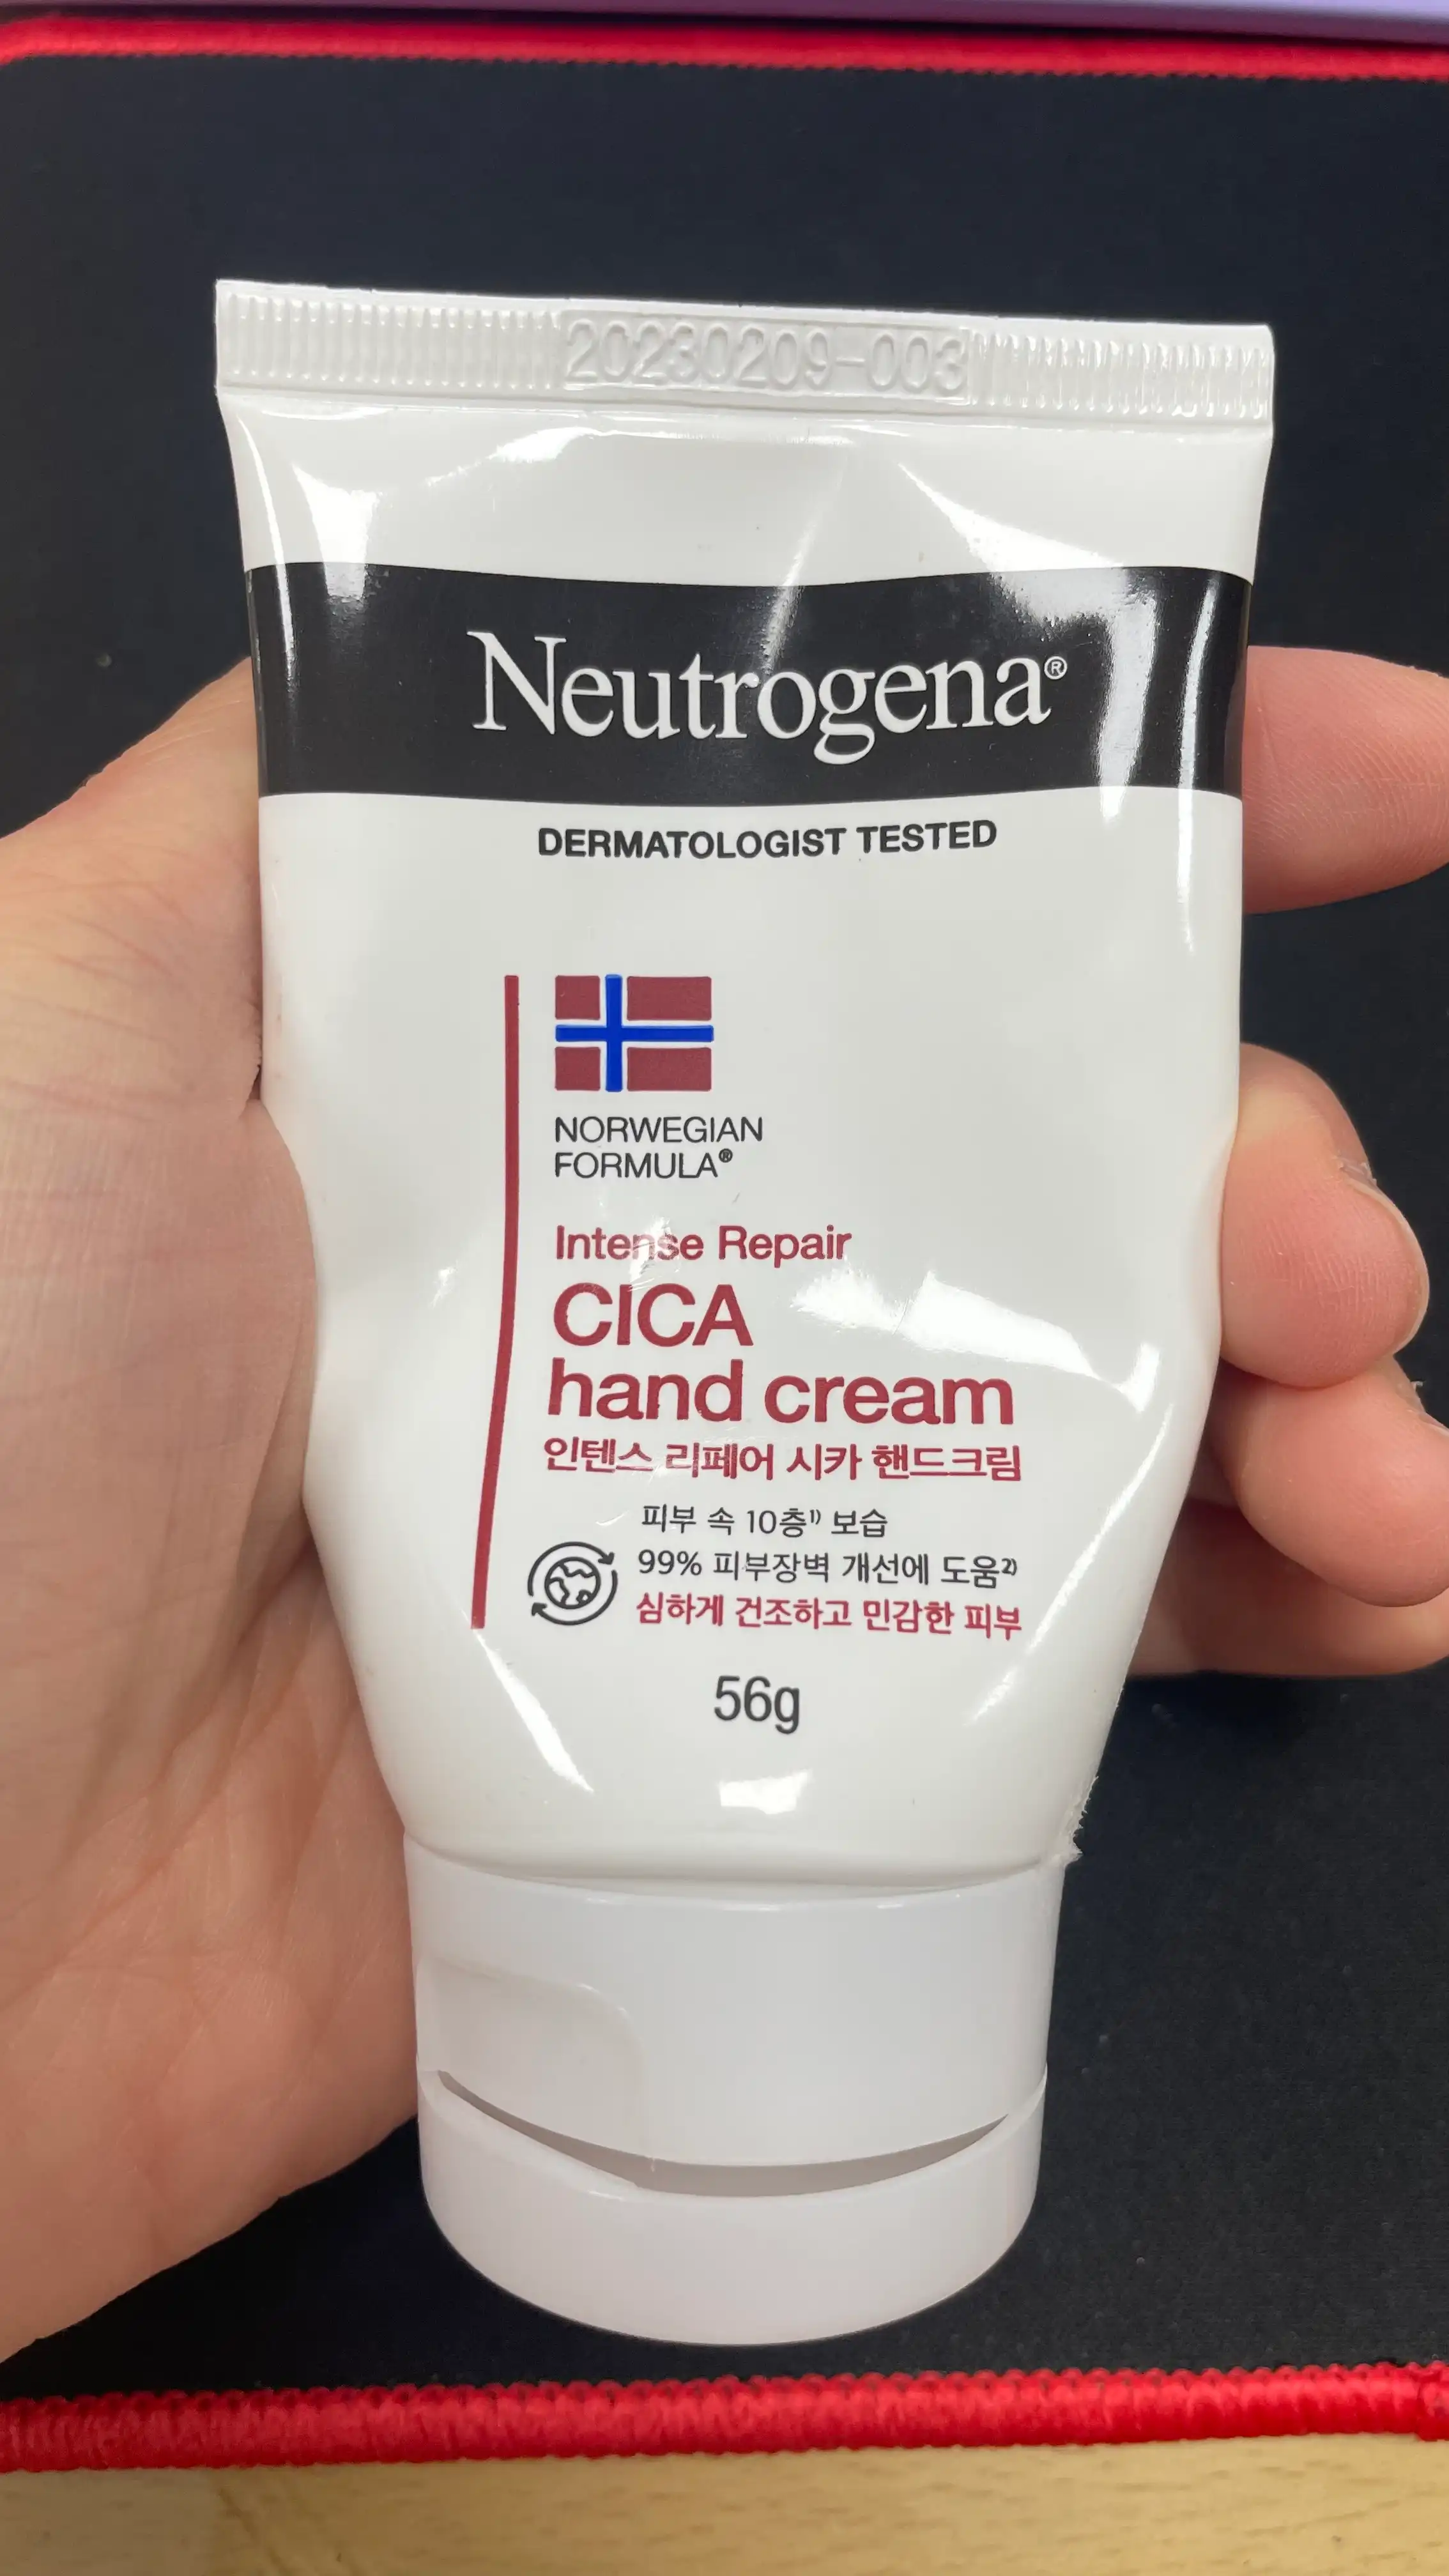 20230209-003
Neutrogena®
DERMATOLOGIST TESTED
NORWEGIAN
FORMULA®
Intense Repair
CICA
hand cream
인텐스 리페어 시카 핸드크림
피부 속 10층¹⁾ 보습
99% 피부장벽 개선에 도움²⁾
심하게 건조하고 민감한 피부
56g